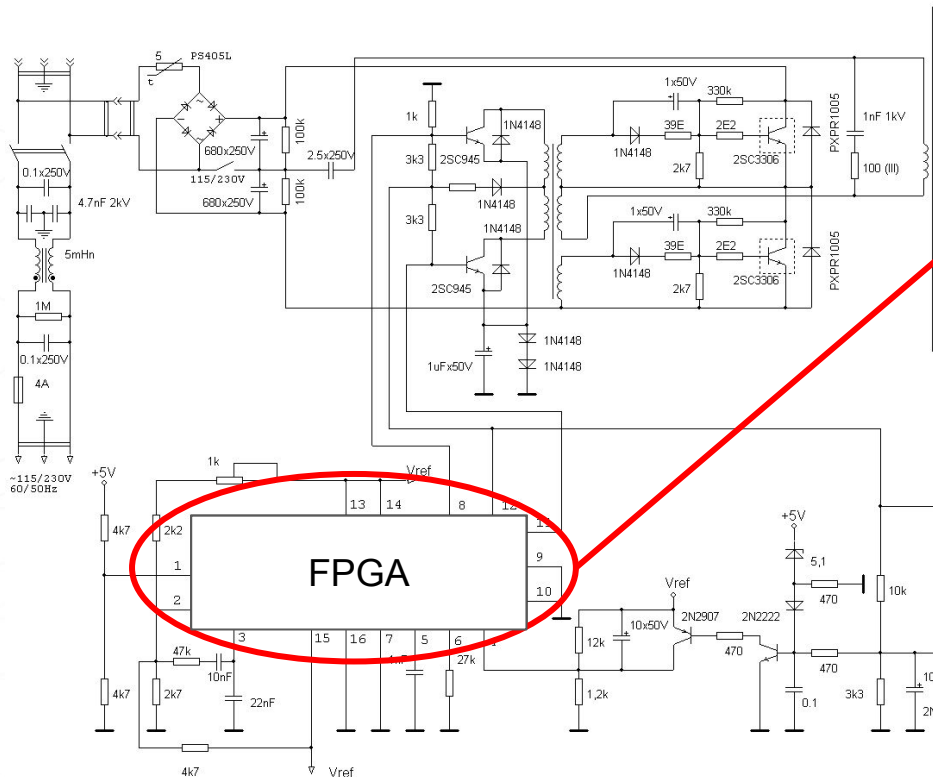 5 PS405L
t
680x250V
100k
2.5x250V
115/230V
680x250V
100k
0.1x250V
4.7nF 2kV
5mHn
1M
0.1x250V
4A
~115/230V
60/50Hz
1k
1N4148
3k3
2SC945
1N4148
3k3
2SC945
1N4148
1N4148
1uFx50V
1x50V
330k
39E
2E2
1N4148
2k7
2SC3306
PXPR1005
1nF 1kV
100 (III)
1x50V
330k
39E
2E2
1N4148
2k7
2SC3306
PXPR1005
+5V
1k
Vref
13
14
8
12
11
4k7
2k2
1
FPGA
9
2
10
3
15
16
7
5
6
47k
10nF
27k
4k7
2k7
22nF
4k7
Vref
Vref
2N2907
2N2222
12k
10x50V
470
1,2k
+5V
5,1
470
10k
470
0.1
3k3
10